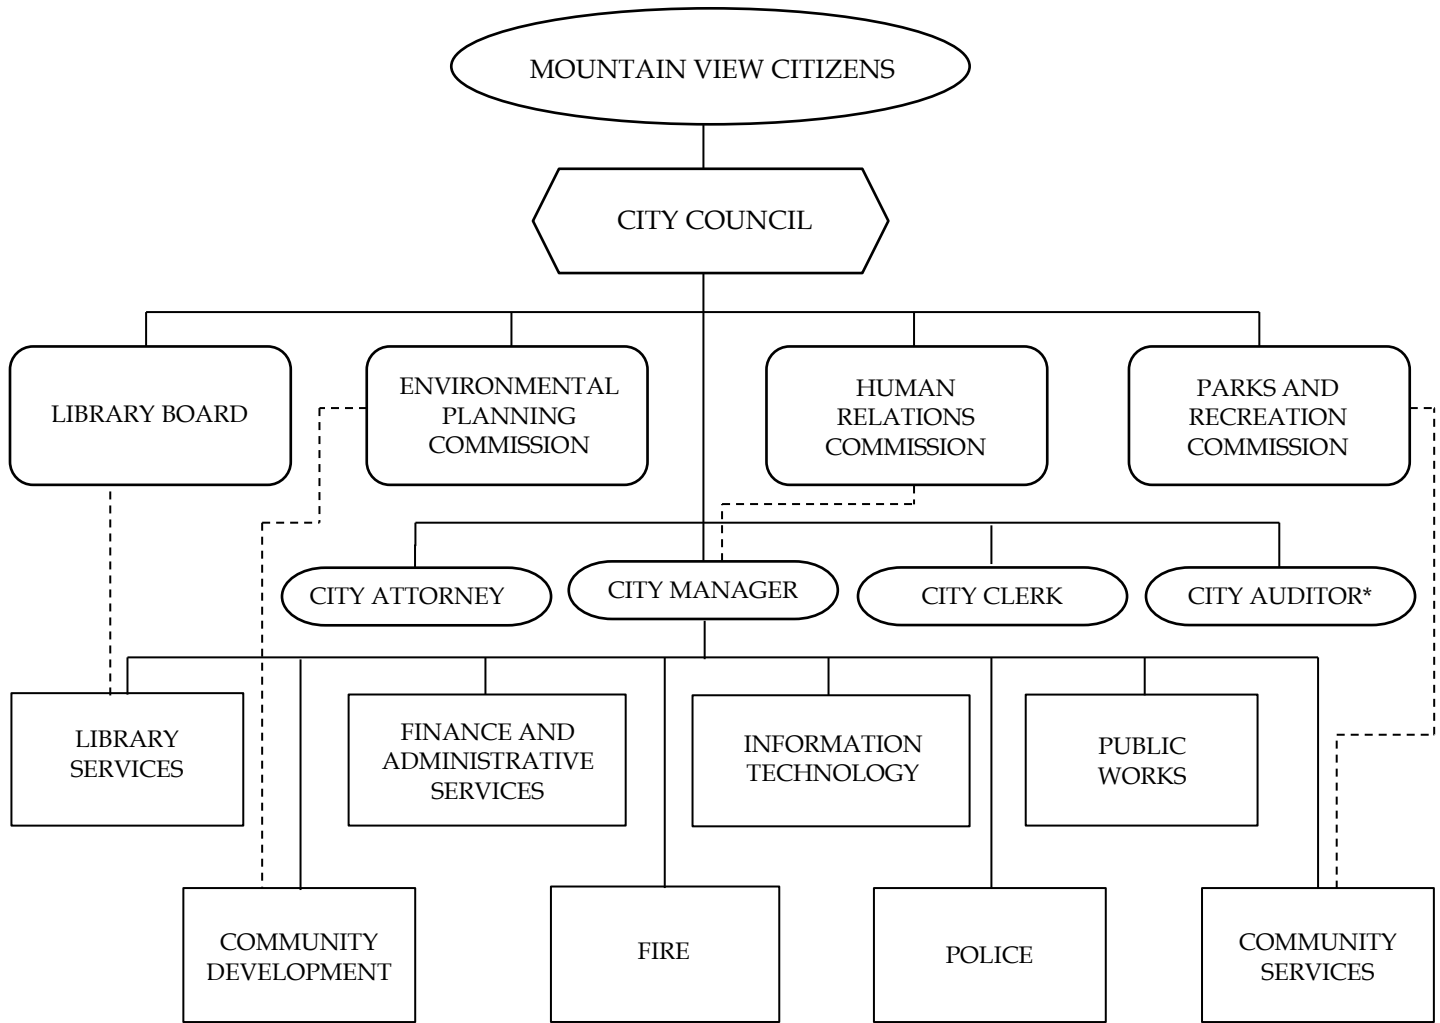 MOUNTAIN VIEW CITIZENS
CITY COUNCIL
LIBRARY BOARD
ENVIRONMENTAL
PLANNING
COMMISSION
HUMAN
RELATIONS
COMMISSION
PARKS AND
RECREATION
COMMISSION
CITY ATTORNEY
CITY MANAGER
CITY CLERK
CITY AUDITOR*
LIBRARY
SERVICES
FINANCE AND
ADMINISTRATIVE
SERVICES
INFORMATION
TECHNOLOGY
PUBLIC
WORKS
COMMUNITY
DEVELOPMENT
FIRE
POLICE
COMMUNITY
SERVICES